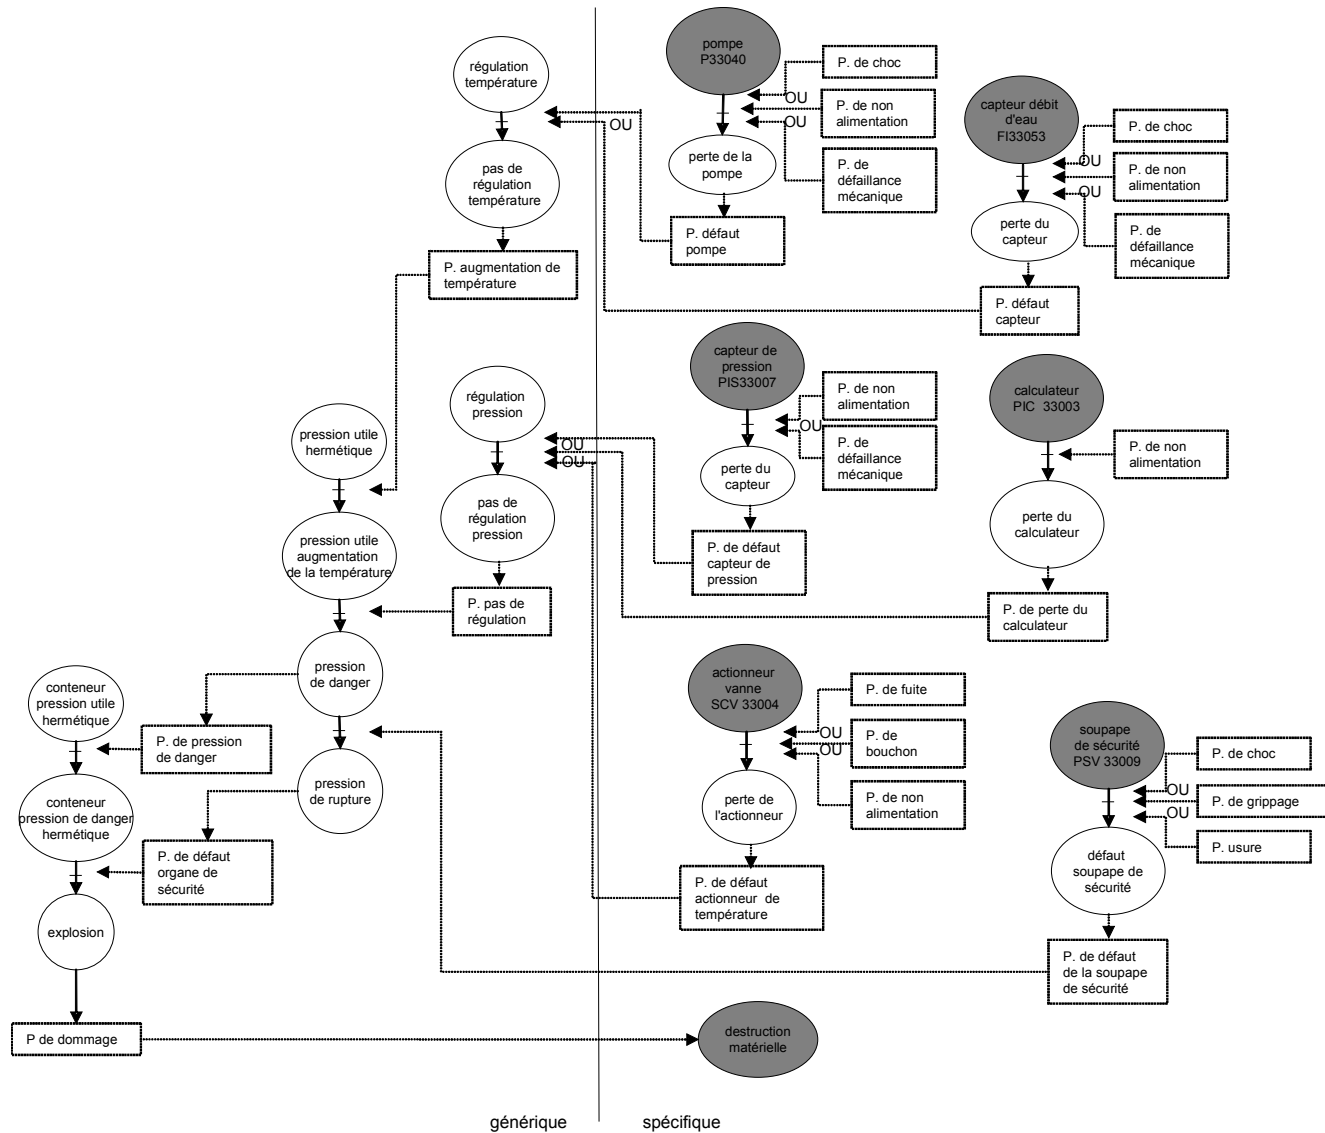 pompe
P33040
P. de choc
OU
P. de non
alimentation
OU
perte de la
pompe
P. de
défaillance
mécanique
P. défaut
pompe
capteur débit
d'eau
FI33053
P. de choc
OU
P. de non
alimentation
OU
perte du
capteur
P. de
défaillance
mécanique
P. défaut
capteur
régulation
température
OU
pas de
régulation
température
P. augmentation de
température
capteur de
pression
PIS33007
P. de non
alimentation
OU
P. de
défaillance
mécanique
perte du
capteur
P. de défaut
capteur de
pression
calculateur
PIC 33003
P. de non
alimentation
perte du
calculateur
P. de perte du
calculateur
régulation
pression
OU
OU
pas de
régulation
pression
P. pas de
régulation
pression utile
hermétique
pression utile
augmentation
de la température
pression
de danger
pression
de rupture
conteneur
pression utile
hermétique
P. de pression
de danger
conteneur
pression de danger
hermétique
P. de défaut
organe de
sécurité
explosion
P de dommage
actionneur
vanne
SCV 33004
P. de fuite
OU
P. de
bouchon
OU
P. de non
alimentation
perte de
l'actionneur
P. de défaut
actionneur de
température
soupape
de sécurité
PSV 33009
P. de choc
OU
P. de grippage
OU
P. usure
défaut
soupape de
sécurité
P. de défaut
de la soupape
de sécurité
destruction
matérielle
générique
spécifique